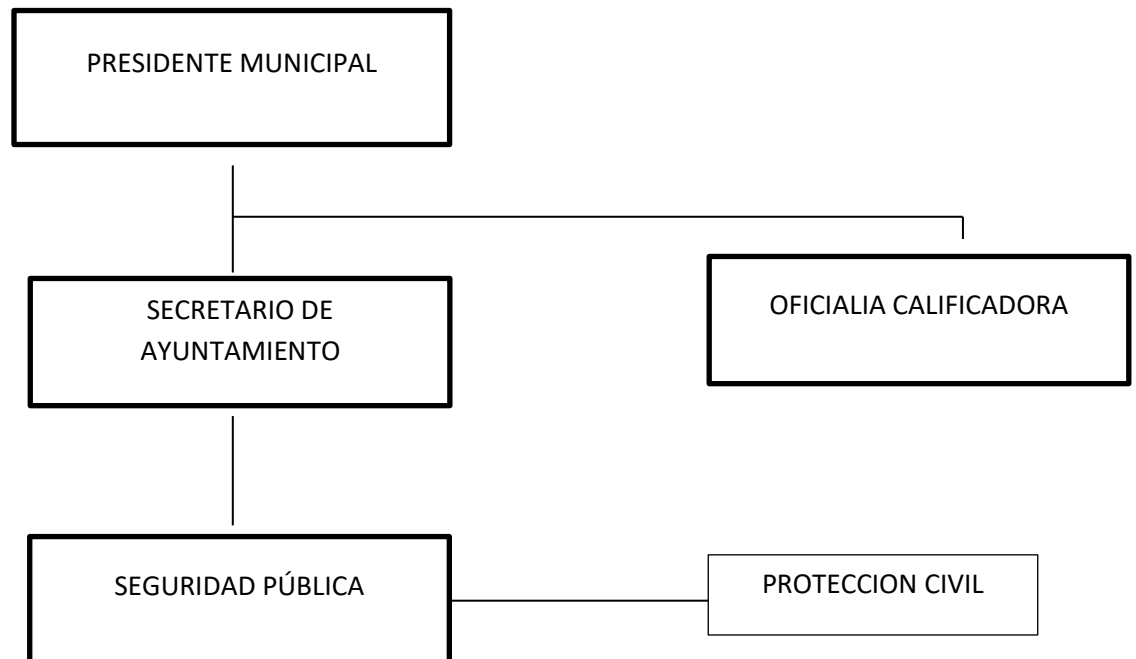 PRESIDENTE MUNICIPAL
SECRETARIO DE
AYUNTAMIENTO
OFICIALIA CALIFICADORA
SEGURIDAD PÚBLICA
PROTECCION CIVIL